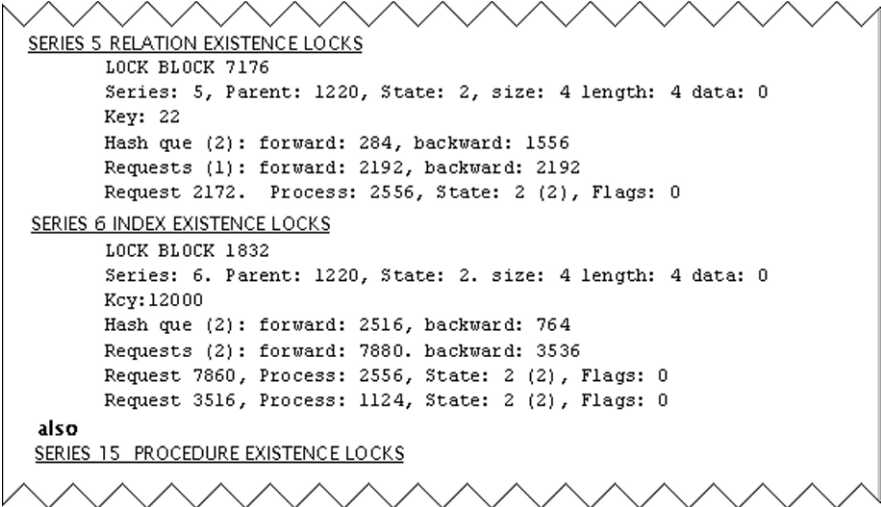 SERIES 5 RELATION EXISTENCE LOCKS
LOCK BLOCK 7176
Series: 5, Parent: 1220, State: 2, size: 4 length: 4 data: 0
Key: 22
Hash que (2): forward: 284, backward: 1556
Requests (1): forward: 2192, backward: 2192
Request 2172.  Process: 2556, State: 2 (2), Flags: 0
SERIES 6 INDEX EXISTENCE LOCKS
LOCK BLOCK 1832
Series: 6. Parent: 1220, State: 2. size: 4 length: 4 data: 0
Kcy:12000
Hash que (2): forward: 2516, backward: 764
Requests (2): forward: 7880. backward: 3536
Request 7860, Process: 2556, State: 2 (2), Flags: 0
Request 3516, Process: 1124, State: 2 (2), Flags: 0
also
SERIES 15 PROCEDURE EXISTENCE LOCKS